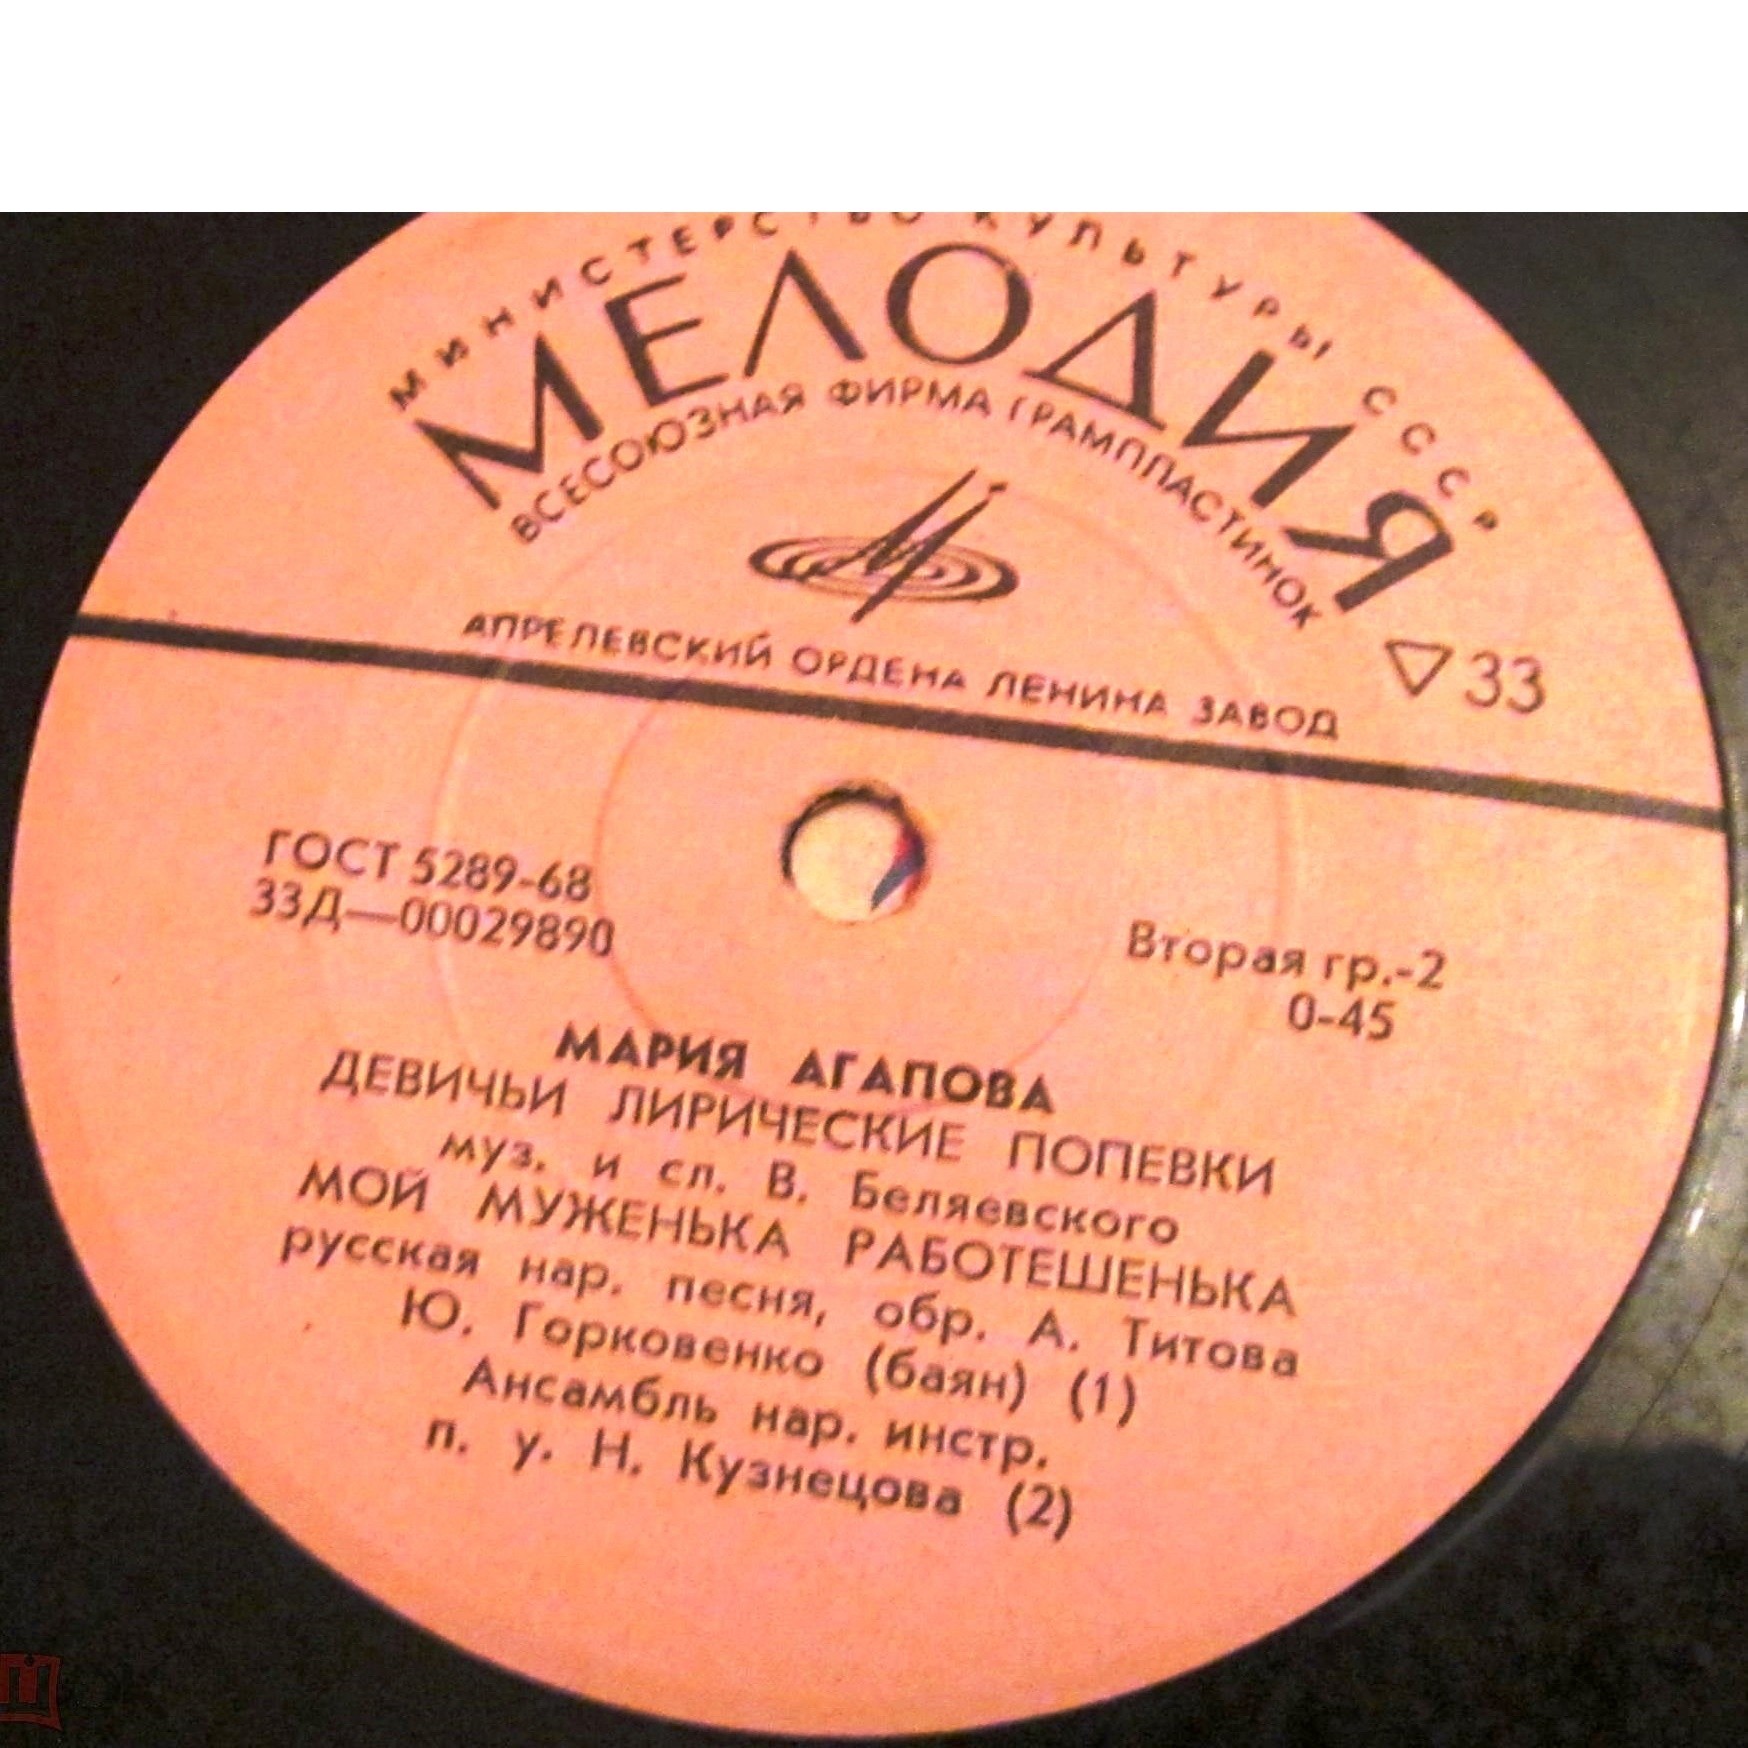 МИНИСТЕРСТВО КУЛЬТУРЫ СССР
МЕЛОДИЯ
ВСЕСОЮЗНАЯ ФИРМА ГРАМПЛАСТИНОК
АПРЕЛЕВСКИЙ ОРДЕНА ЛЕНИНА ЗАВОД
▽33
ГОСТ 5289-68
33Д—00029890
Вторая гр.-2
0-45
МАРИЯ АГАПОВА
ДЕВИЧЬИ ЛИРИЧЕСКИЕ ПОПЕВКИ
муз. и сл. В. Беляевского
МОЙ МУЖЕНЬКА РАБОТЕШЕНЬКА
русская нар. песня, обр. А. Титова
Ю. Горковенко (баян) (1)
Ансамбль нар. инстр.
п. у. Н. Кузнецова (2)